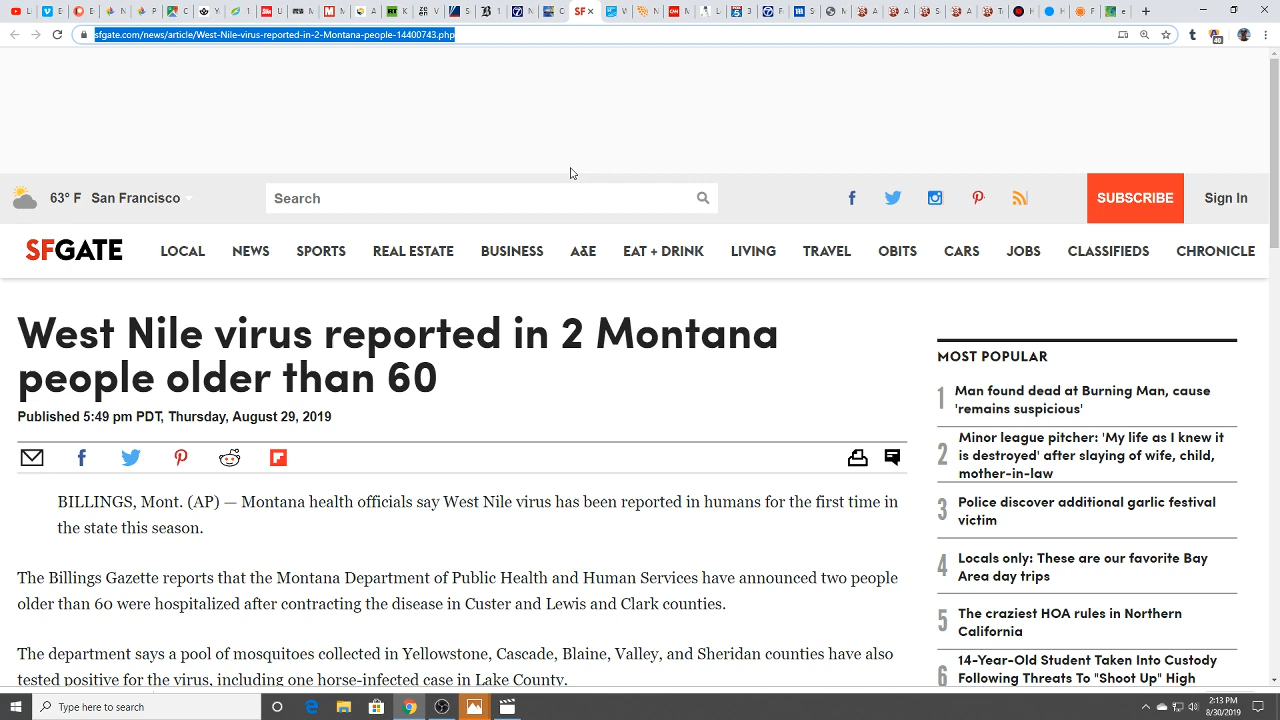 sfgate.com/news/article/West-Nile-virus-reported-in-2-Montana-people-14400743.php
63° F San Francisco
Search
SUBSCRIBE
Sign In
SFGATE
LOCAL NEWS SPORTS REAL ESTATE BUSINESS A&E EAT + DRINK LIVING TRAVEL OBITS CARS JOBS CLASSIFIEDS CHRONICLE
West Nile virus reported in 2 Montana
people older than 60
Published 5:49 pm PDT, Thursday, August 29, 2019
BILLINGS, Mont. (AP) — Montana health officials say West Nile virus has been reported in humans for the first time in
the state this season.
The Billings Gazette reports that the Montana Department of Public Health and Human Services have announced two people
older than 60 were hospitalized after contracting the disease in Custer and Lewis and Clark counties.
The department says a pool of mosquitoes collected in Yellowstone, Cascade, Blaine, Valley, and Sheridan counties have also
tested positive for the virus, including one horse-infected case in Lake County.
MOST POPULAR
1 Man found dead at Burning Man, cause
'remains suspicious'
2 Minor league pitcher: 'My life as I knew it
is destroyed' after slaying of wife, child,
mother-in-law
3 Police discover additional garlic festival
victim
4 Locals only: These are our favorite Bay
Area day trips
5 The craziest HOA rules in Northern
California
6 14-Year-Old Student Taken Into Custody
Following Threats To "Shoot Up" High
Type here to search
2:13 PM
8/30/2019